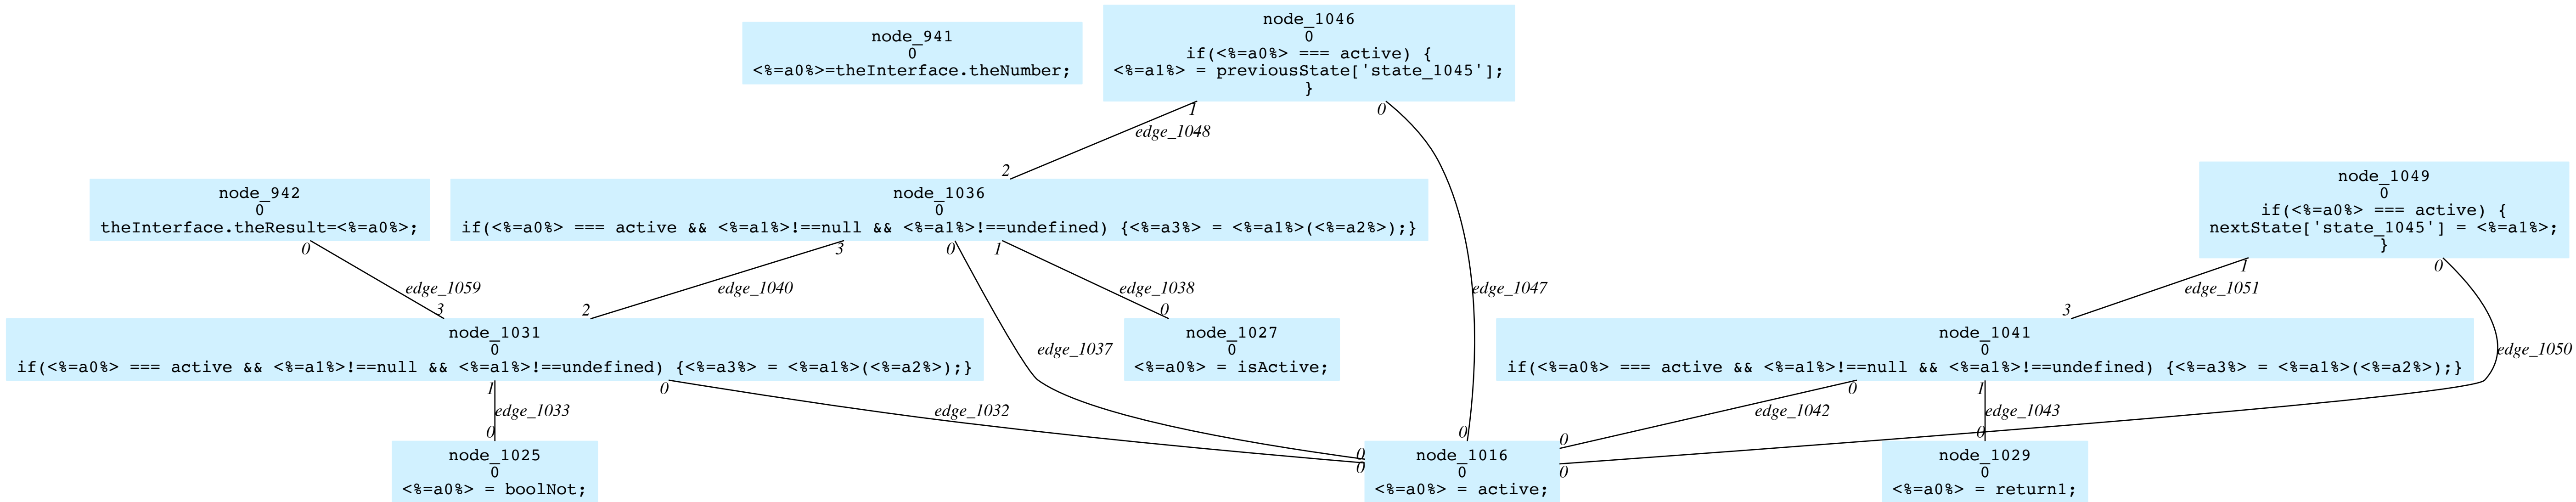 node_1046
0
if(<%=a0%> === active) {
<%=a1%> = previousState['state_1045'];
}
node_941
0
<%=a0%>=theInterface.theNumber;
1
0
edge_1048
2
node_942
0
theInterface.theResult=<%=a0%>;
0
node_1036
0
if(<%=a0%> === active && <%=a1%>!==null && <%=a1%>!==undefined) {<%=a3%> = <%=a1%>(<%=a2%>);}
3
0
1
node_1049
0
if(<%=a0%> === active) {
nextState['state_1045'] = <%=a1%>;
}
1
0
edge_1059
edge_1040
edge_1038
edge_1047
edge_1051
3
2
0
3
node_1031
0
if(<%=a0%> === active && <%=a1%>!==null && <%=a1%>!==undefined) {<%=a3%> = <%=a1%>(<%=a2%>);}
1
0
edge_1037
node_1027
0
<%=a0%> = isActive;
node_1041
0
if(<%=a0%> === active && <%=a1%>!==null && <%=a1%>!==undefined) {<%=a3%> = <%=a1%>(<%=a2%>);}
0
1
edge_1050
edge_1033
edge_1032
edge_1042
edge_1043
0
0
0
0
0
0
0
node_1025
0
<%=a0%> = boolNot;
node_1016
0
<%=a0%> = active;
node_1029
0
<%=a0%> = return1;